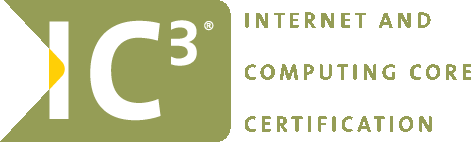 IC³®
INTERNET AND
COMPUTING CORE
CERTIFICATION